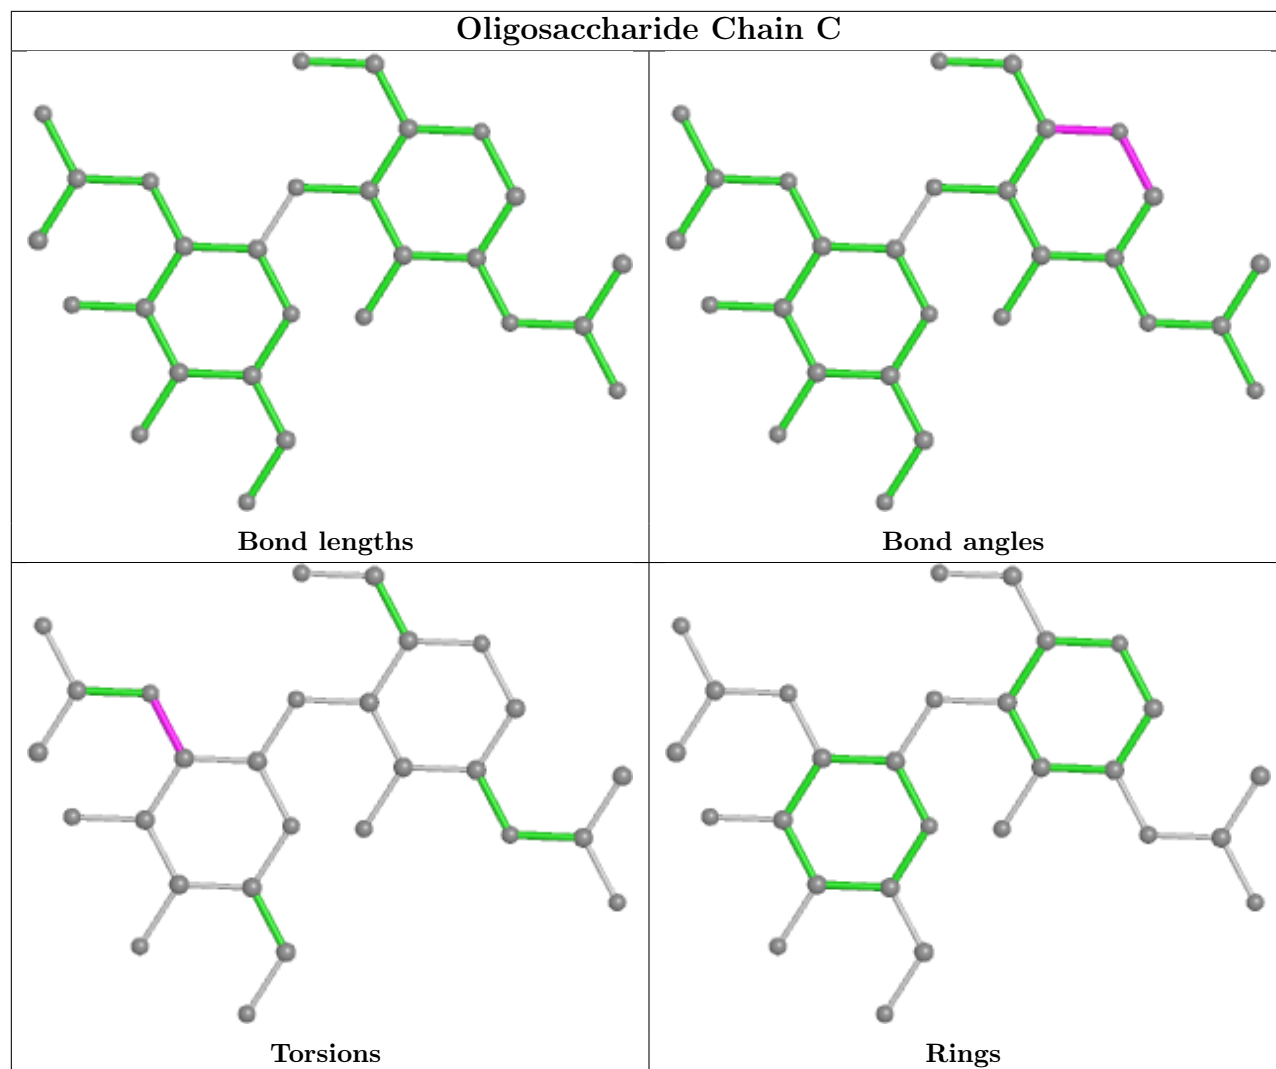 Oligosaccharide Chain C
Bond lengths
Bond angles
Torsions
Rings